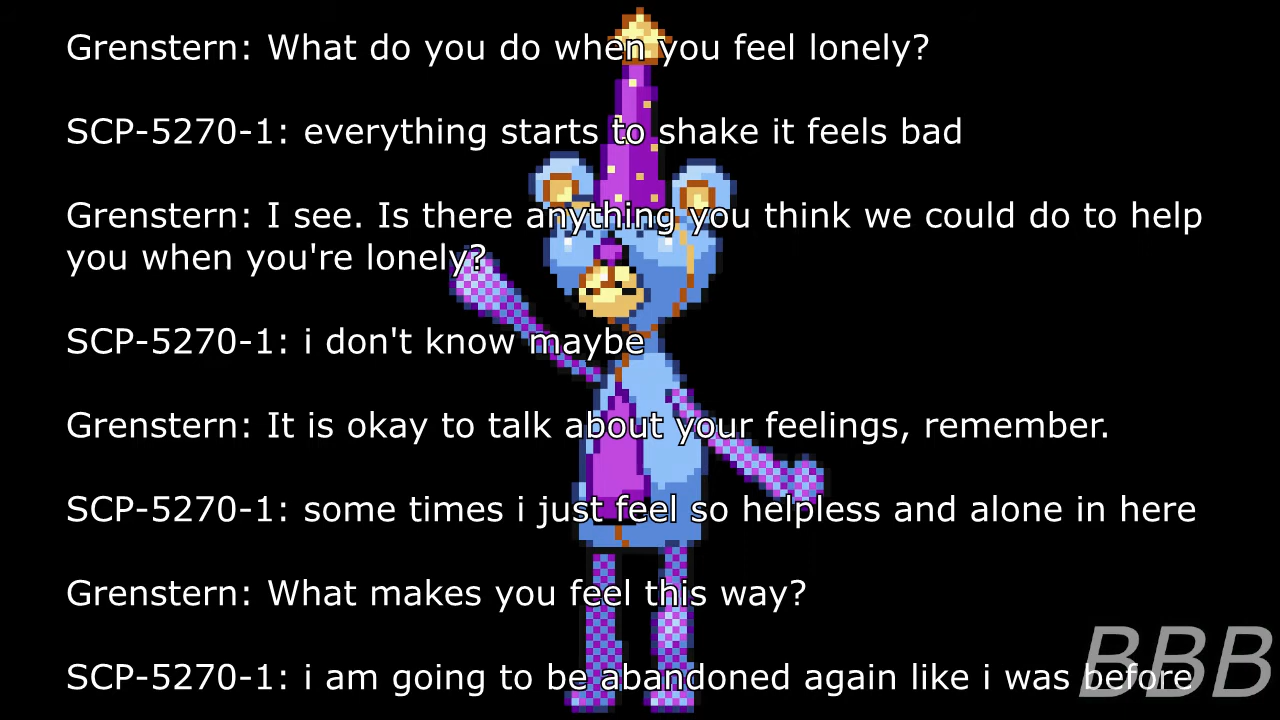 Grenstern: What do you do when you feel lonely?
SCP-5270-1: everything starts to shake it feels bad
Grenstern: I see. Is there anything you think we could do to help
you when you're lonely?
SCP-5270-1: i don't know maybe
Grenstern: It is okay to talk about your feelings, remember.
SCP-5270-1: some times i just feel so helpless and alone in here
Grenstern: What makes you feel this way?
SCP-5270-1: i am going to be abandoned again like i was before
BBB